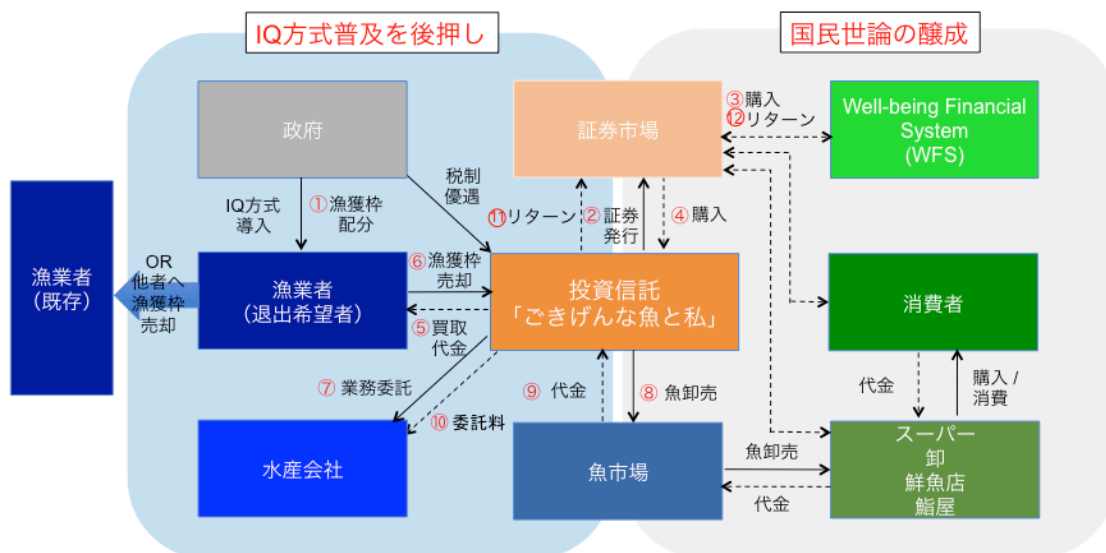 IQ方式普及を後押し
国民世論の醸成
政府
証券市場
③購入
⑫リターン
Well-being Financial
System
(WFS)
IQ方式
導入
①漁獲枠
配分
税制
優遇
⑪リターン
②証券
発行
④購入
漁業者
（既存）
OR
他者へ
漁獲枠
売却
漁業者
（退出希望者）
⑥漁獲枠
売却
⑤買取
代金
投資信託
「ごきげんな魚と私」
消費者
⑦ 業務委託
⑩ 委託料
⑨ 代金
⑧ 魚卸売
代金
購入 /
消費
水産会社
魚市場
魚卸売
代金
スーパー
卸
鮮魚店
鮨屋